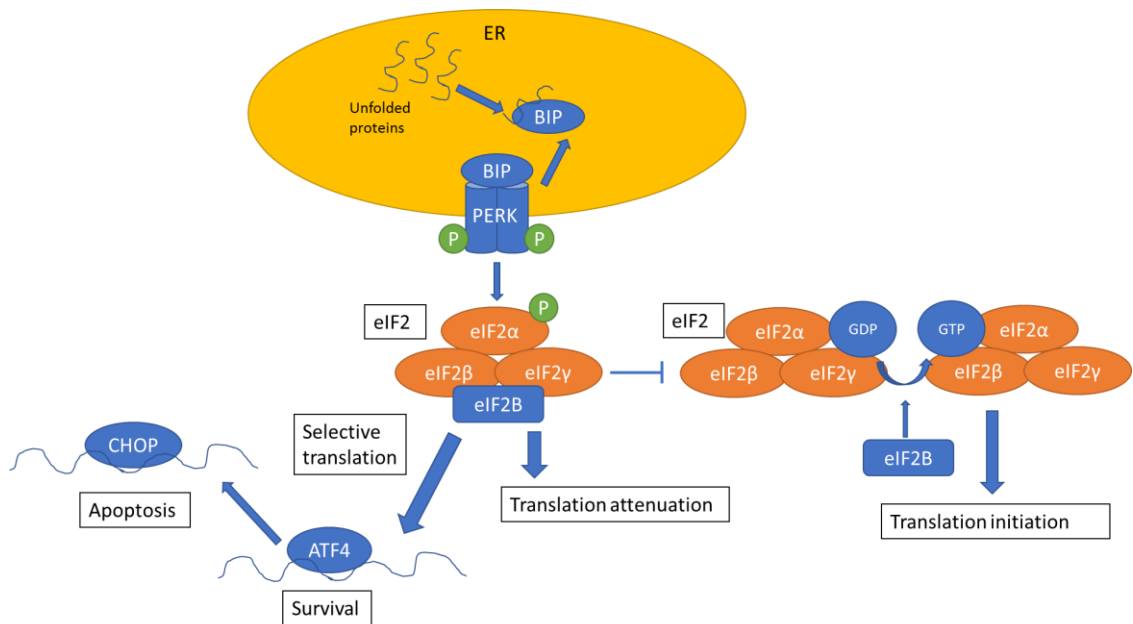 ER
Unfolded
proteins
BIP
BIP
PERK
P
P
eIF2
P
eIF2α
eIF2β
eIF2γ
eIF2B
eIF2
eIF2α
GDP
GTP
eIF2α
eIF2β
eIF2γ
eIF2β
eIF2γ
eIF2B
Selective
translation
Translation attenuation
Translation initiation
CHOP
Apoptosis
ATF4
Survival